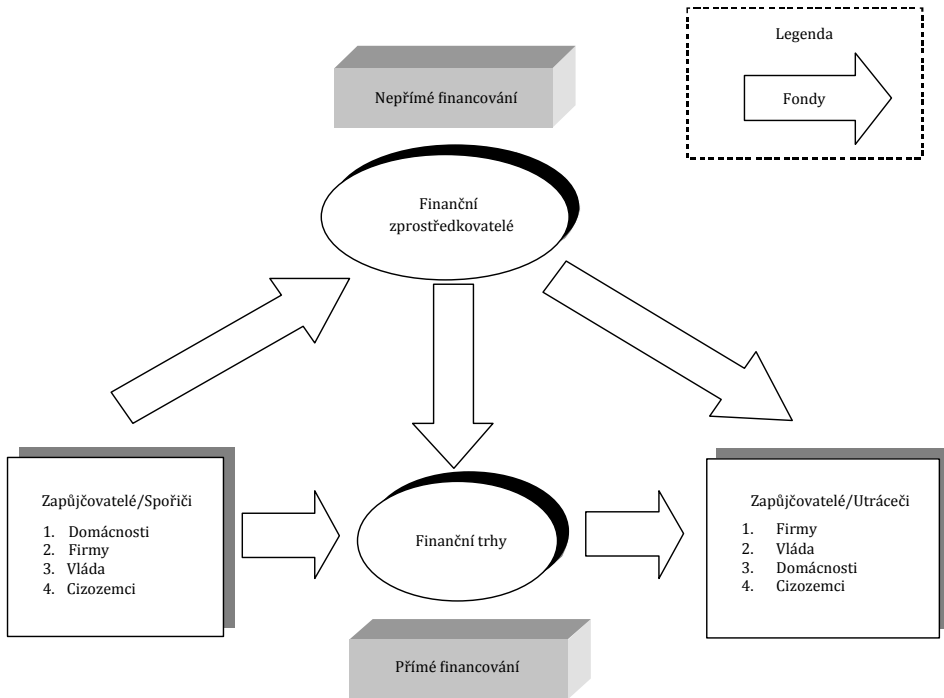 Legenda
Fondy
Nepřímé financování
Finanční
zprostředkovatelé
Zapůjčovatelé/Spořiči
1. Domácnosti
2. Firmy
3. Vláda
4. Cizozemci
Finanční trhy
Zapůjčovatelé/Utráceči
1. Firmy
2. Vláda
3. Domácnosti
4. Cizozemci
Přímé financování